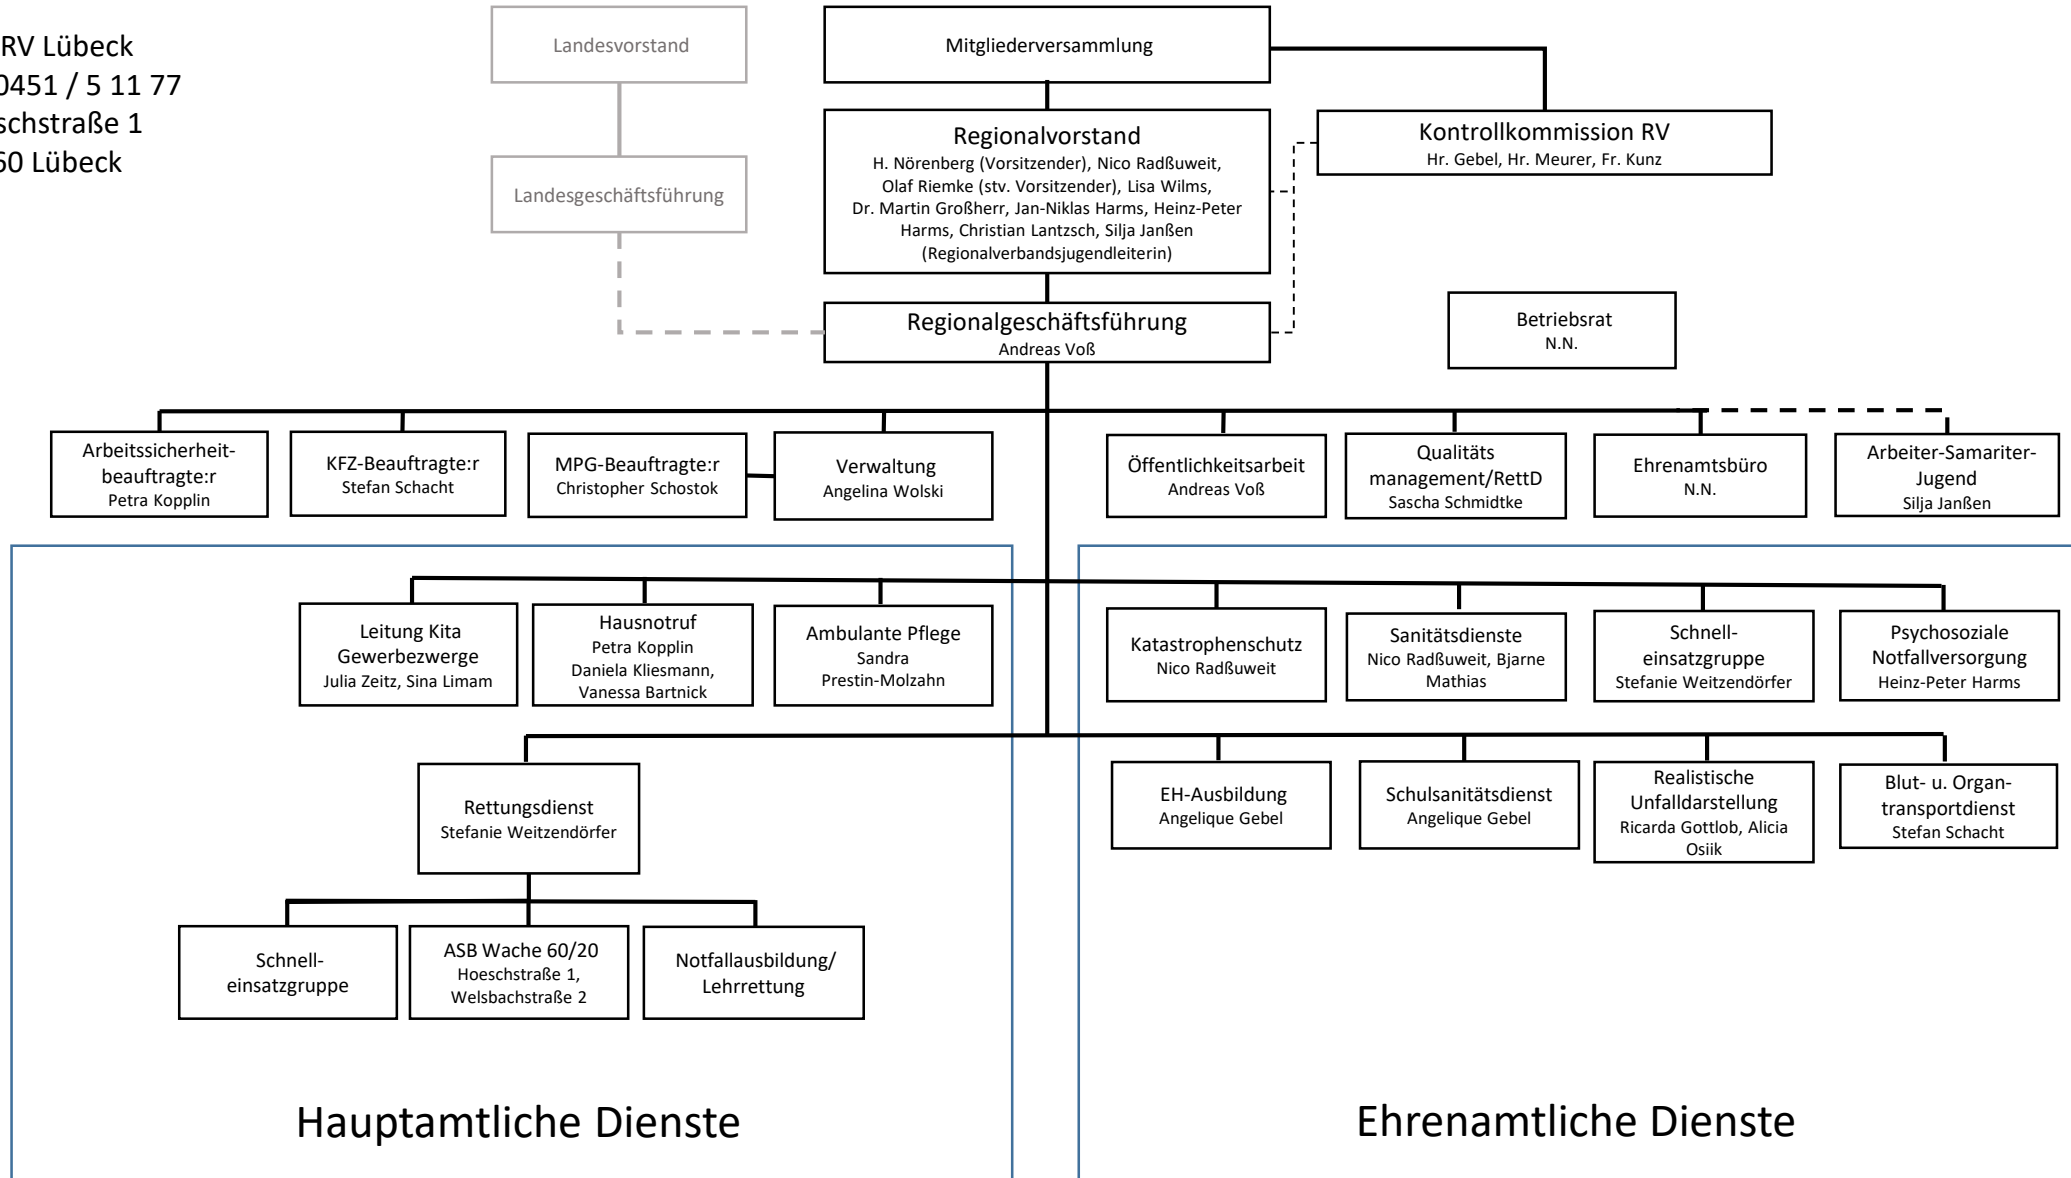 RV Lübeck
0451 / 5 11 77
schstraße 1
60 Lübeck
Landesvorstand
Landesgeschäftsführung
Mitgliederversammlung
Regionalvorstand
H. Nörenberg (Vorsitzender), Nico Radßuweit,
Olaf Riemke (stv. Vorsitzender), Lisa Wilms,
Dr. Martin Großherr, Jan-Niklas Harms, Heinz-Peter
Harms, Christian Lantzsch, Silja Janßen
(Regionalverbandsjugendleiterin)
Kontrollkommission RV
Hr. Gebel, Hr. Meurer, Fr. Kunz
Regionalgeschäftsführung
Andreas Voß
Betriebsrat
N.N.
Arbeitssicherheit-
beauftragte:r
Petra Kopplin
KFZ-Beauftragte:r
Stefan Schacht
MPG-Beauftragte:r
Christopher Schostok
Verwaltung
Angelina Wolski
Öffentlichkeitsarbeit
Andreas Voß
Qualitäts
management/RettD
Sascha Schmidtke
Ehrenamtsbüro
N.N.
Arbeiter-Samariter-
Jugend
Silja Janßen
Leitung Kita
Gewerbezwerge
Julia Zeitz, Sina Limam
Hausnotruf
Petra Kopplin
Daniela Kliesmann,
Vanessa Bartnick
Ambulante Pflege
Sandra
Prestin-Molzahn
Katastrophenschutz
Nico Radßuweit
Sanitätsdienste
Nico Radßuweit, Bjarne
Mathias
Schnell-
einsatzgruppe
Stefanie Weitzendörfer
Psychosoziale
Notfallversorgung
Heinz-Peter Harms
Rettungsdienst
Stefanie Weitzendörfer
EH-Ausbildung
Angelique Gebel
Schulsanitätsdienst
Angelique Gebel
Realistische
Unfalldarstellung
Ricarda Gottlob, Alicia
Osiik
Blut- u. Organ-
transportdienst
Stefan Schacht
Schnell-
einsatzgruppe
ASB Wache 60/20
Hoeschstraße 1,
Welsbachstraße 2
Notfallausbildung/
Lehrrettung
Hauptamtliche Dienste
Ehrenamtliche Dienste